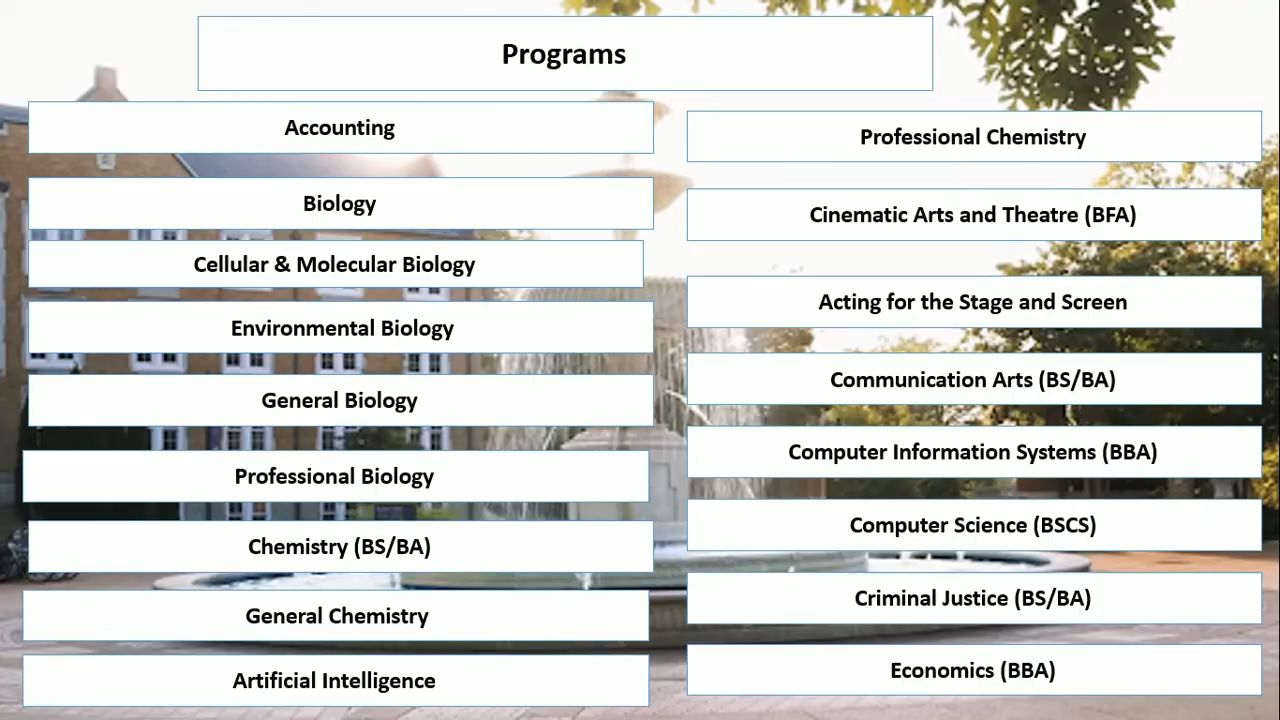 Programs
Accounting
Biology
Cellular & Molecular Biology
Environmental Biology
General Biology
Professional Biology
Chemistry (BS/BA)
General Chemistry
Artificial Intelligence
Professional Chemistry
Cinematic Arts and Theatre (BFA)
Acting for the Stage and Screen
Communication Arts (BS/BA)
Computer Information Systems (BBA)
Computer Science (BSCS)
Criminal Justice (BS/BA)
Economics (BBA)